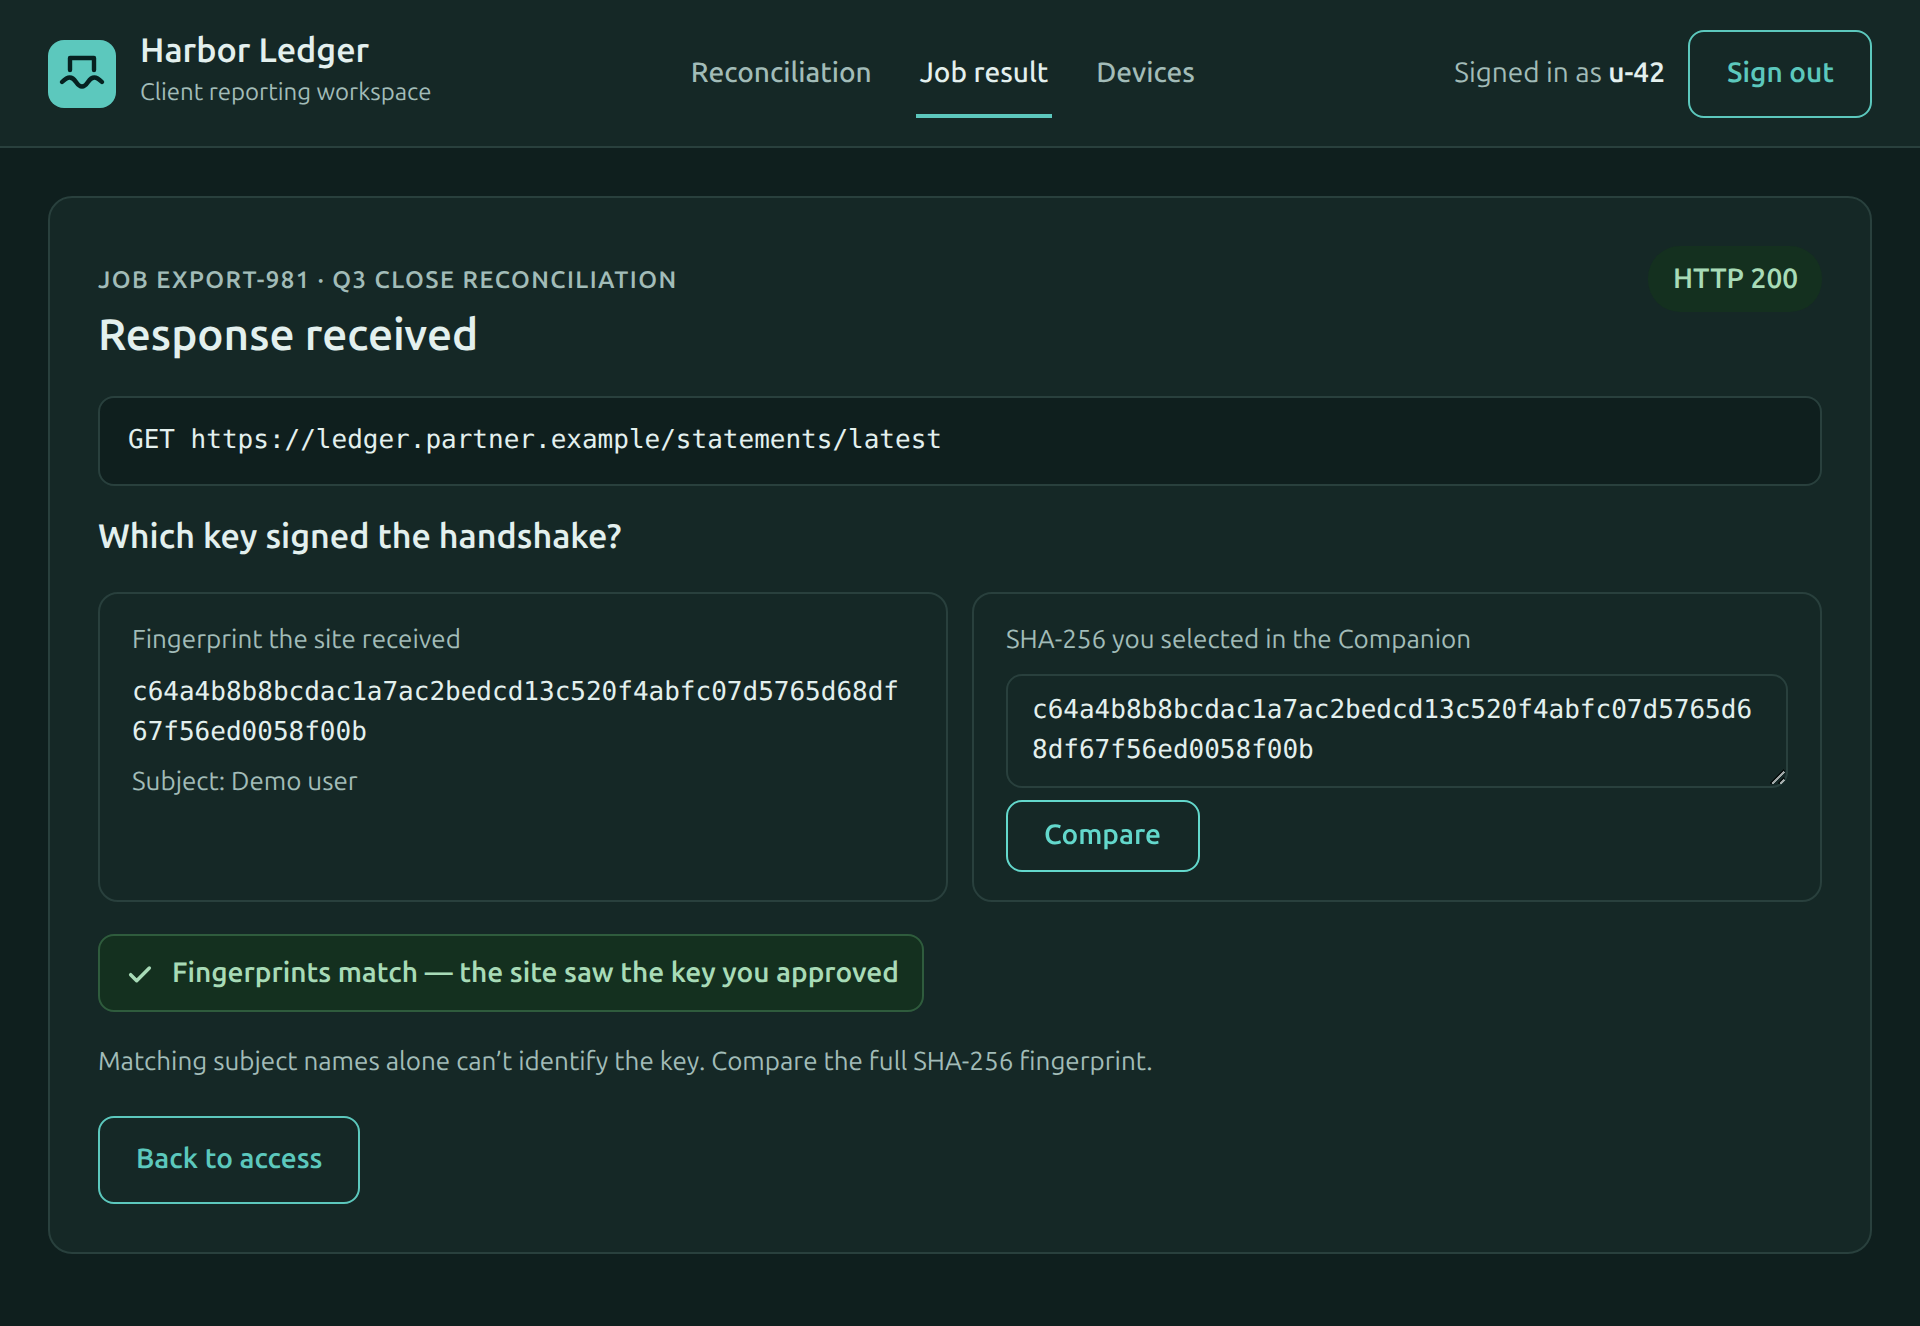 Harbor Ledger
Client reporting workspace
Reconciliation
Job result
Devices
Signed in as u-42
Sign out
JOB EXPORT-981 · Q3 CLOSE RECONCILIATION
HTTP 200
Response received
GET https://ledger.partner.example/statements/latest
Which key signed the handshake?
Fingerprint the site received
c64a4b8b8bcdac1a7ac2bedcd13c520f4abfc07d5765d68df
67f56ed0058f00b
Subject: Demo user
SHA-256 you selected in the Companion
c64a4b8b8bcdac1a7ac2bedcd13c520f4abfc07d5765d6
8df67f56ed0058f00b
Compare
Fingerprints match — the site saw the key you approved
Matching subject names alone can’t identify the key. Compare the full SHA-256 fingerprint.
Back to access